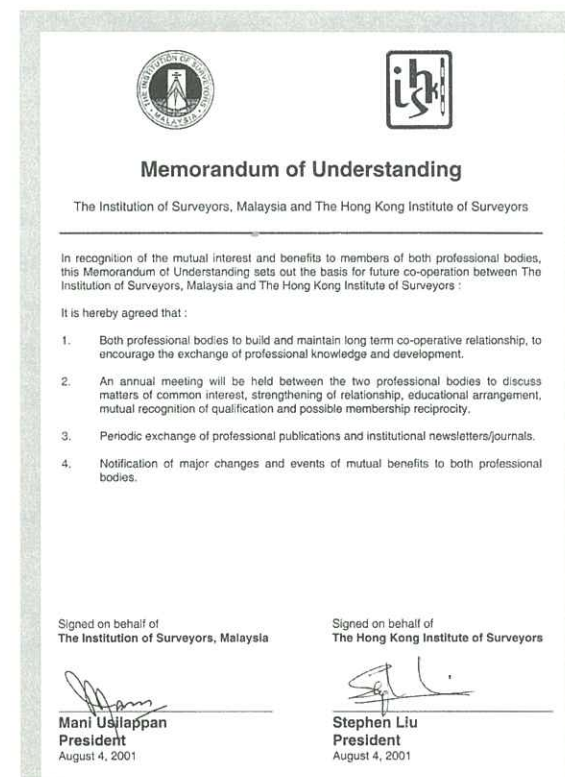 THE INSTITUTION OF SURVEYORS
MALAYSIA
ihsk
Memorandum of Understanding
The Institution of Surveyors, Malaysia and The Hong Kong Institute of Surveyors
In recognition of the mutual interest and benefits to members of both professional bodies,
this Memorandum of Understanding sets out the basis for future co-operation between The
Institution of Surveyors, Malaysia and The Hong Kong Institute of Surveyors :
It is hereby agreed that :
1. Both professional bodies to build and maintain long term co-operative relationship, to
encourage the exchange of professional knowledge and development.
2. An annual meeting will be held between the two professional bodies to discuss
matters of common interest, strengthening of relationship, educational arrangement,
mutual recognition of qualification and possible membership reciprocity.
3. Periodic exchange of professional publications and institutional newsletters/journals.
4. Notification of major changes and events of mutual benefits to both professional
bodies.
Signed on behalf of
The Institution of Surveyors, Malaysia
Mani Usilappan
President
August 4, 2001
Signed on behalf of
The Hong Kong Institute of Surveyors
Stephen Liu
President
August 4, 2001